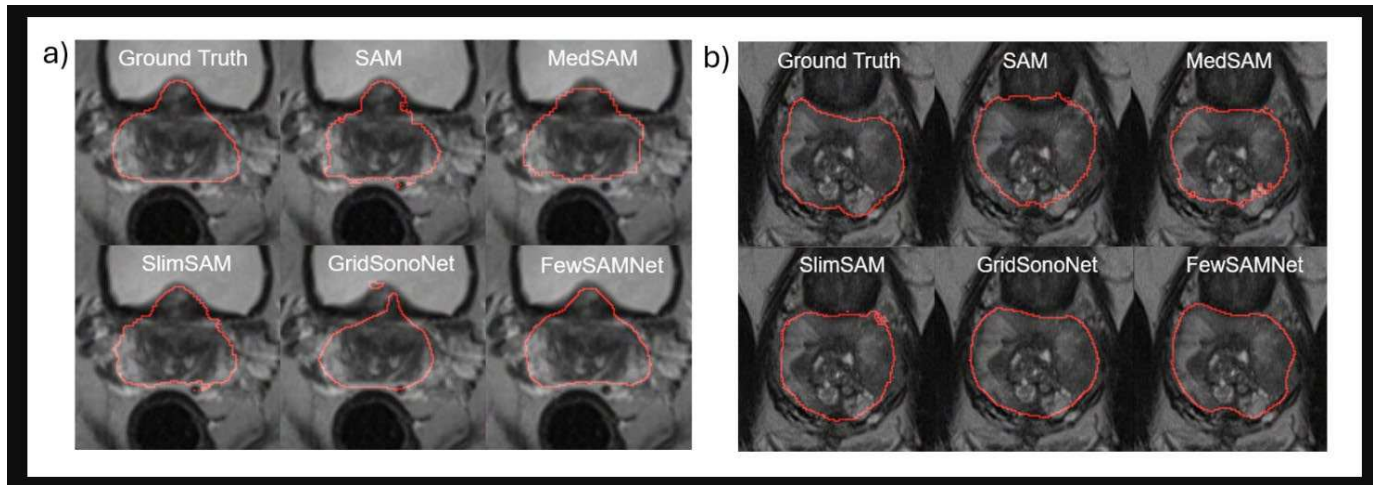 a)
Ground Truth SAM MedSAM
SlimSAM GridSonoNet FewSAMNet
b)
Ground Truth SAM MedSAM
SlimSAM GridSonoNet FewSAMNet